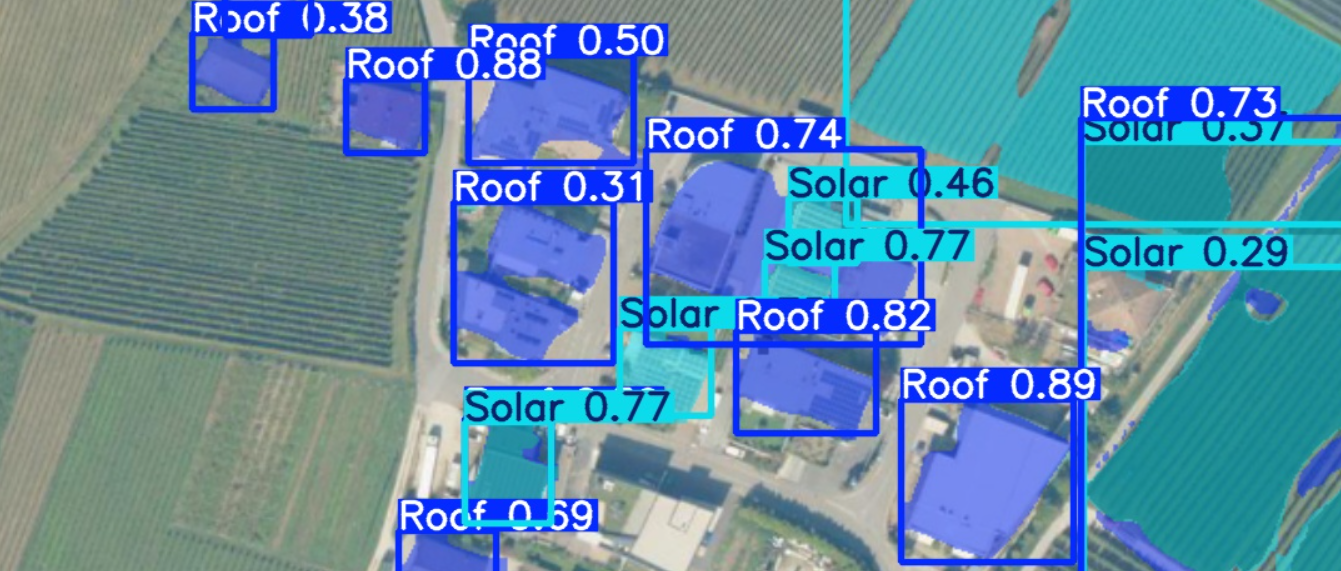 Roof 0.38
Roof 0.50
Roof 0.88
Roof 0.73
Solar 0.37
Roof 0.74
Roof 0.31
Solar 0.46
Solar 0.77
Solar 0.29
Solar
Roof 0.82
Roof 0.89
Solar 0.77
Roof 0.69